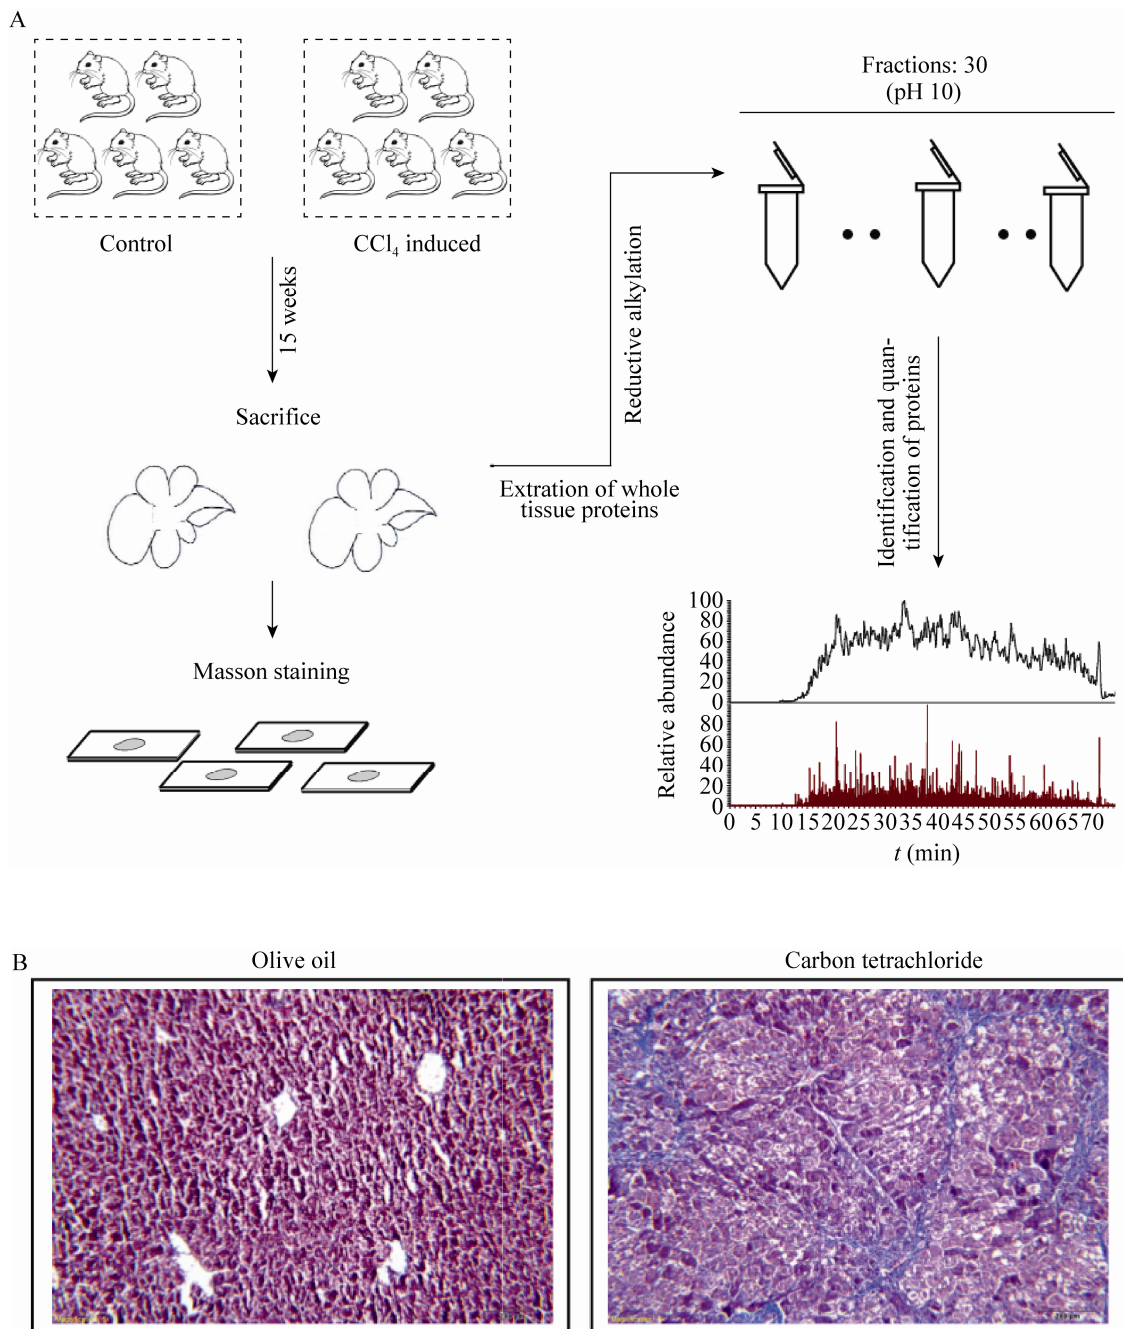 A
Control
CCl4 induced
15 weeks
Sacrifice
Masson staining
Extration of whole
tissue proteins
Reductive alkylation
Fractions: 30
(pH 10)
Identification and quan-
tification of proteins
Relative abundance
100
80
60
40
20
0
80
60
40
20
0
0 5 10 15 20 25 30 35 40 45 50 55 60 65 70
t (min)
B
Olive oil
Carbon tetrachloride